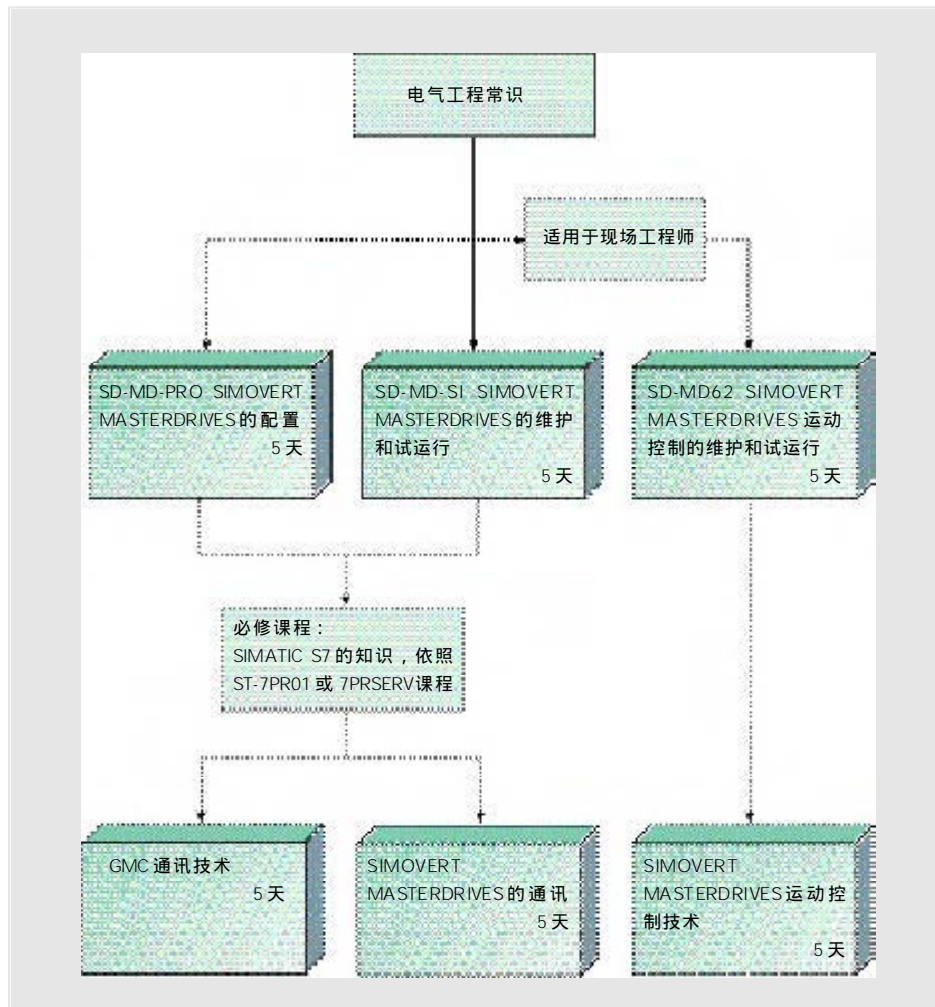 电气工程常识
适用于现场工程师
SD-MD-PRO SIMOVERT
MASTERDRIVES的配置
5天
SD-MD-SI SIMOVERT
MASTERDRIVES的维护
和试运行
5天
SD-MD62 SIMOVERT
MASTERDRIVES运动
控制的维护和试运行
5天
必修课程：
SIMATIC S7的知识，依照
ST-7PR01或7PRSERV课程
GMC通讯技术
5天
SIMOVERT
MASTERDRIVES的通讯
5天
SIMOVERT
MASTERDRIVES运动控
制技术
5天